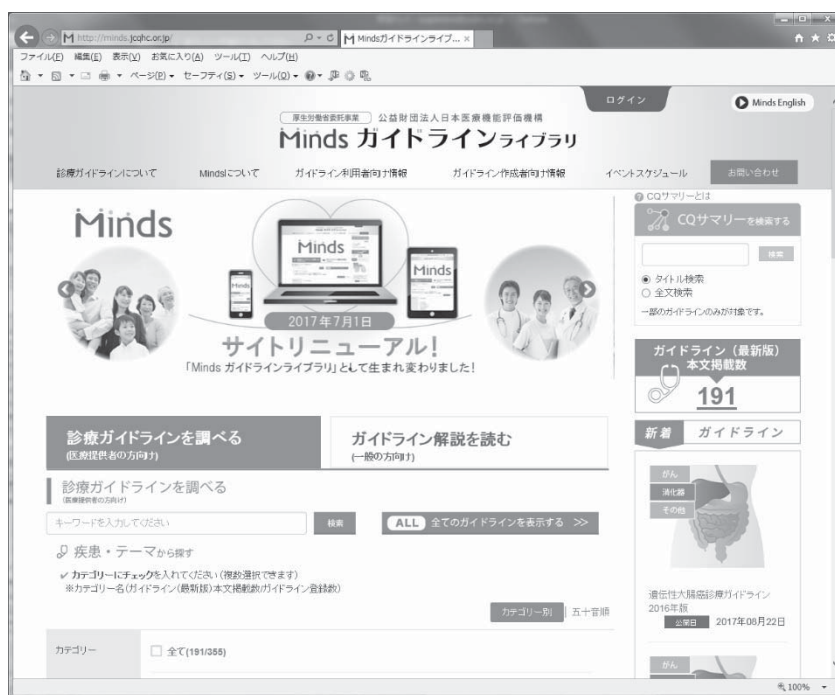 http://minds.jcqhc.or.jp/
Mindsガイドラインライブ...
ファイル(F) 編集(E) 表示(V) お気に入り(A) ツール(T) ヘルプ(H)
ページ(P) セーフティ(S) ツール(O)
ログイン
Minds English
厚生労働省委託事業 公益財団法人日本医療機能評価機構
Minds ガイドラインライブラリ
診療ガイドラインについて Mindsについて ガイドライン利用者向け情報 ガイドライン作成者向け情報 イベントスケジュール お問い合わせ
Minds
Minds
Minds
Minds
2017年7月1日
サイトリニューアル!
「Minds ガイドラインライブラリ」として生まれ変わりました!
CQサマリーとは
CQサマリーを検索する
検索
タイトル検索
全文検索
一部のガイドラインのみが対象です。
ガイドライン(最新版)
本文掲載数
191
新着 ガイドライン
がん
消化器
その他
遺伝性大腸癌診療ガイドライン
2016年版
公開日 2017年08月22日
がん
診療ガイドラインを調べる
(医療提供者の方向け)
ガイドライン解説を読む
(一般の方向け)
診療ガイドラインを調べる
(医療提供者の方向け)
キーワードを入力してください 検索 ALL 全てのガイドラインを表示する >>
疾患・テーマから探す
✓ カテゴリーにチェックを入れてください(複数選択できます)
※カテゴリー名(ガイドライン(最新版)本文掲載数/ガイドライン登録数)
カテゴリー別 五十音順
カテゴリー 全て(191/355)
100%